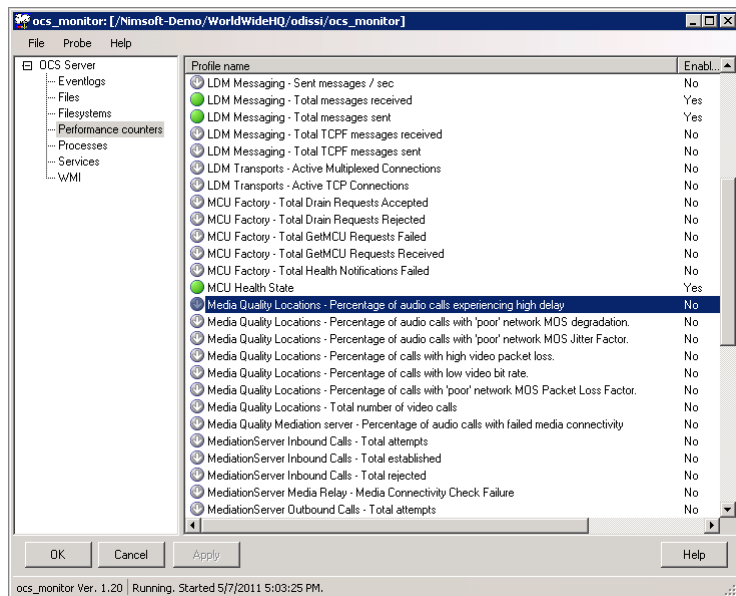 ocs_monitor: [/Nimsoft-Demo/WorldWideHQ/odissi/ocs_monitor]
File Probe Help
OCS Server
Eventlogs
Files
Filesystems
Performance counters
Processes
Services
WMI
Profile name Enabl...
LDM Messaging - Sent messages / sec No
LDM Messaging - Total messages received Yes
LDM Messaging - Total messages sent Yes
LDM Messaging - Total TCPF messages received No
LDM Messaging - Total TCPF messages sent No
LDM Transports - Active Multiplexed Connections No
LDM Transports - Active TCP Connections No
MCU Factory - Total Drain Requests Accepted No
MCU Factory - Total Drain Requests Rejected No
MCU Factory - Total GetMCU Requests Failed No
MCU Factory - Total GetMCU Requests Received No
MCU Factory - Total Health Notifications Failed No
MCU Health State Yes
Media Quality Locations - Percentage of audio calls experiencing high delay No
Media Quality Locations - Percentage of audio calls with 'poor' network MOS degradation. No
Media Quality Locations - Percentage of audio calls with 'poor' network MOS Jitter Factor. No
Media Quality Locations - Percentage of calls with high video packet loss. No
Media Quality Locations - Percentage of calls with low video bit rate. No
Media Quality Locations - Percentage of calls with 'poor' network MOS Packet Loss Factor. No
Media Quality Locations - Total number of video calls No
Media Quality Mediation server - Percentage of audio calls with failed media connectivity No
MediationServer Inbound Calls - Total attempts No
MediationServer Inbound Calls - Total established No
MediationServer Inbound Calls - Total rejected No
MediationServer Media Relay - Media Connectivity Check Failure No
MediationServer Outbound Calls - Total attempts No
OK Cancel Apply Help
ocs_monitor Ver. 1.20 Running. Started 5/7/2011 5:03:25 PM.